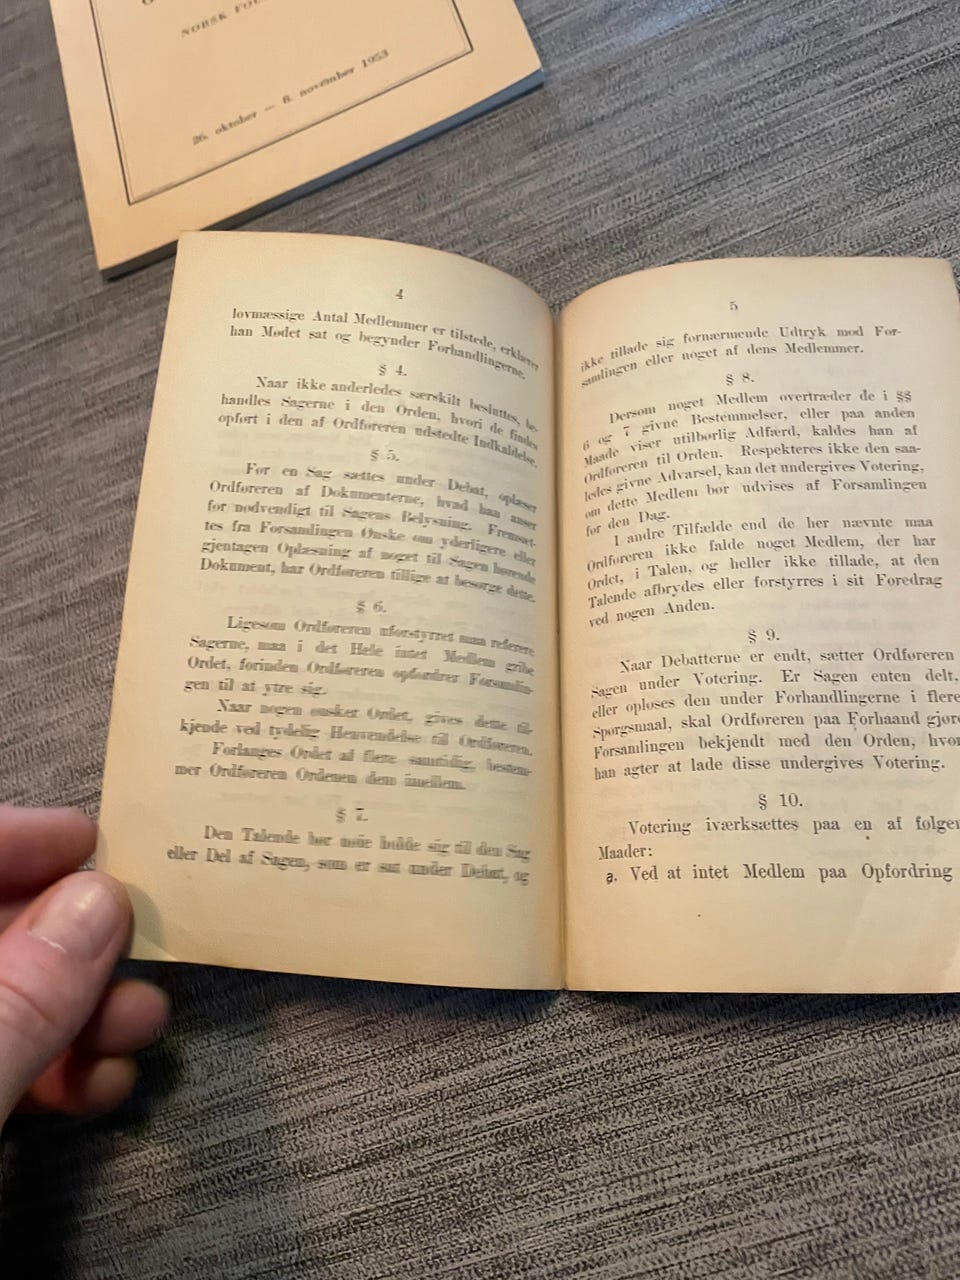 NORSK
26. oktober — 8. november 1953
4
lovmæssige Antal Medlemmer er tilstede, erklærer
han Mødet sat og begynder Forhandlingerne.
§ 4.
Naar ikke anderledes særskilt besluttes, be-
handles Sagerne i den Orden, hvori de findes
opført i den af Ordføreren udstedte Indkaldelse.
§ 5.
Før en Sag sættes under Debat, oplæser
Ordføreren af Dokumenterne, hvad han anser
for nødvendigt til Sagens Belysning. Fremsæt-
tes fra Forsamlingen Ønske om yderligere eller
gjentagen Oplæsning af noget til Sagen hørende
Dokument, har Ordføreren tillige at besørge dette.
§ 6.
Ligesom Ordføreren uforstyrret maa referere
Sagerne, maa i det Hele intet Medlem gribe
Ordet, forinden Ordføreren opfordrer Forsamlin-
gen til at ytre sig.
Naar nogen ønsker Ordet, gives dette til-
kjende ved tydelig Henvendelse til Ordføreren.
Forlanges Ordet af flere samtidig, bestem-
mer Ordføreren Ordenen dem imellem.
§ 7.
Den Talende bør nøie holde sig til den Sag
eller Del af Sagen, som er sat under Debat, og
5
ikke tillade sig fornærmende Udtryk mod For-
samlingen eller noget af dens Medlemmer.
§ 8.
Dersom noget Medlem overtræder de i §§
6 og 7 givne Bestemmelser, eller paa anden
Maade viser utilbørlig Adfærd, kaldes han af
Ordføreren til Orden. Respekteres ikke den saa-
ledes givne Advarsel, kan det undergives Votering,
om dette Medlem bør udvises af Forsamlingen
for den Dag.
I andre Tilfælde end de her nævnte maa
Ordføreren ikke falde noget Medlem, der har
Ordet, i Talen, og heller ikke tillade, at den
Talende afbrydes eller forstyrres i sit Foredrag
ved nogen Anden.
§ 9.
Naar Debatterne er endt, sætter Ordføreren
Sagen under Votering. Er Sagen enten delt,
eller opløses den under Forhandlingerne i flere
Spørgsmaal, skal Ordføreren paa Forhaand gjøre
Forsamlingen bekjendt med den Orden, hvor
han agter at lade disse undergives Votering.
§ 10.
Votering iværksættes paa en af følgen
Maader:
a. Ved at intet Medlem paa Opfordring